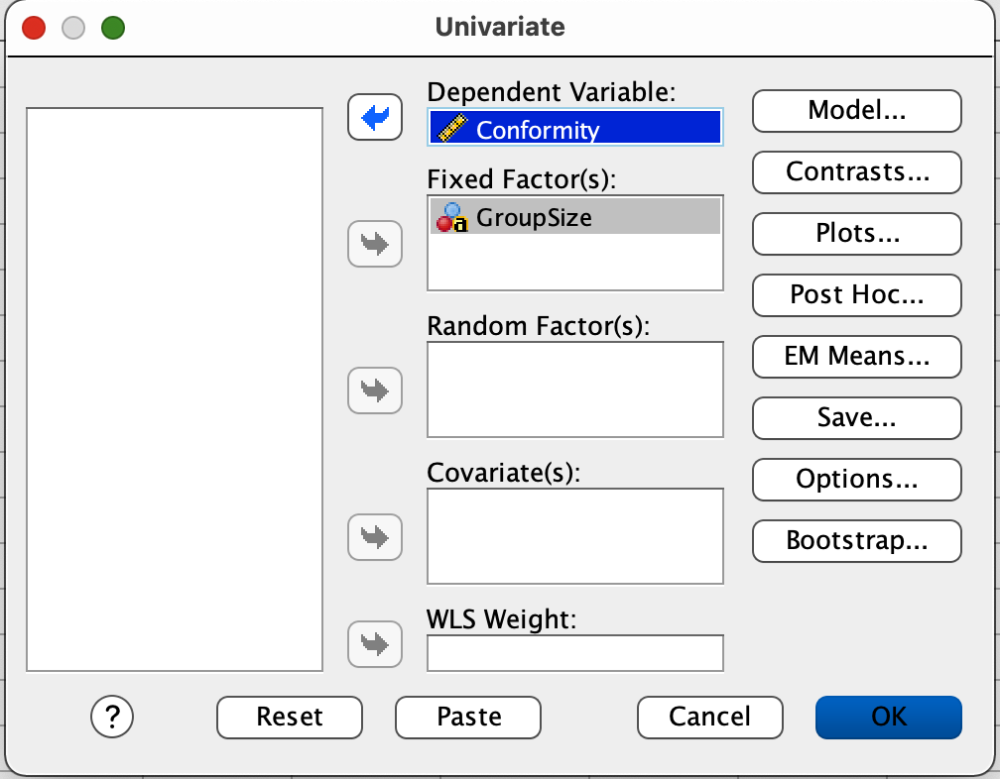 Univariate
Dependent Variable:
Conformity
Fixed Factor(s):
a GroupSize
Random Factor(s):
Covariate(s):
WLS Weight:
Model...
Contrasts...
Plots...
Post Hoc...
EM Means...
Save...
Options...
Bootstrap...
?
Reset
Paste
Cancel
OK